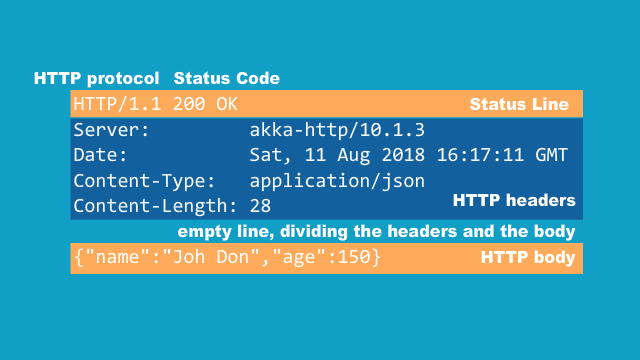 HTTP protocol Status Code
HTTP/1.1 200 OK Status Line
Server: akka-http/10.1.3
Date: Sat, 11 Aug 2018 16:17:11 GMT
Content-Type: application/json
Content-Length: 28
HTTP headers
empty line, dividing the headers and the body
{"name":"Joh Don","age":150} HTTP body